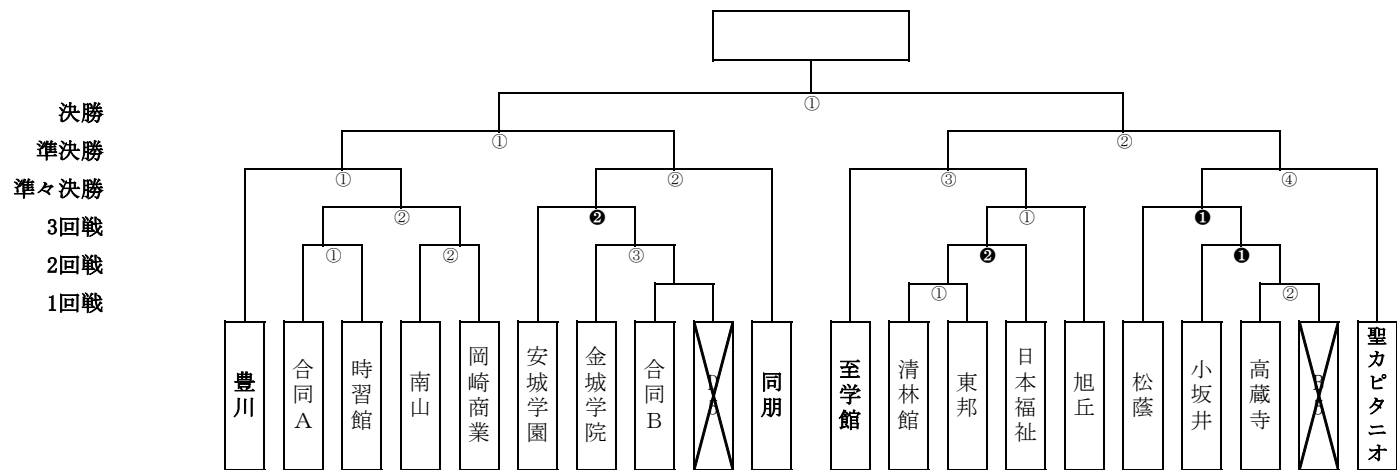 ①
決勝
① ②
準決勝
① ② ③ ④
準々決勝
② ❷ ① ❶
3回戦
① ② ③ ❷ ❶
2回戦
① ②
1回戦
豊川
合同A
時習館
南山
岡崎商業
安城学園
金城学院
合同B
同朋
至学館
清林館
東邦
日本福祉
旭丘
松蔭
小坂井
高蔵寺
聖カピタニオ